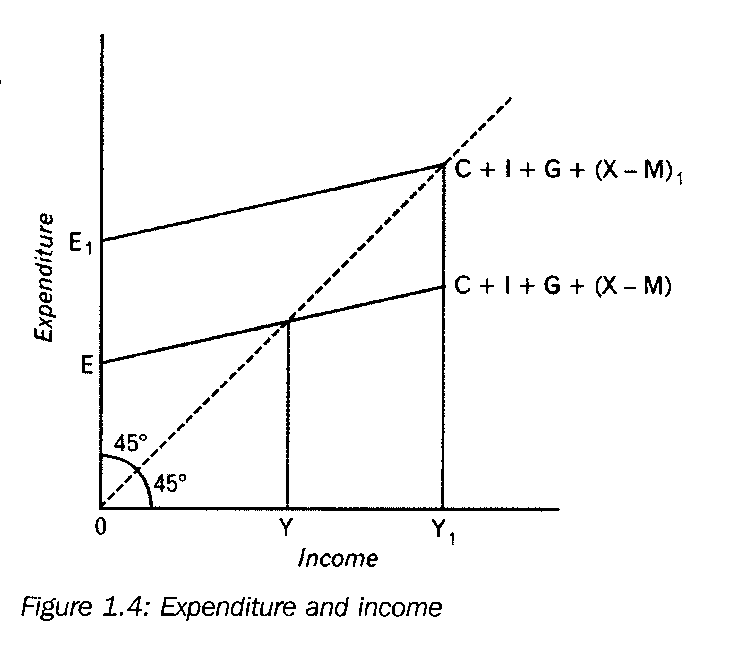 C + I + G + (X – M)₁
E₁
Expenditure
C + I + G + (X – M)
E
45°
45°
0
Y
Y₁
Income
Figure 1.4: Expenditure and income